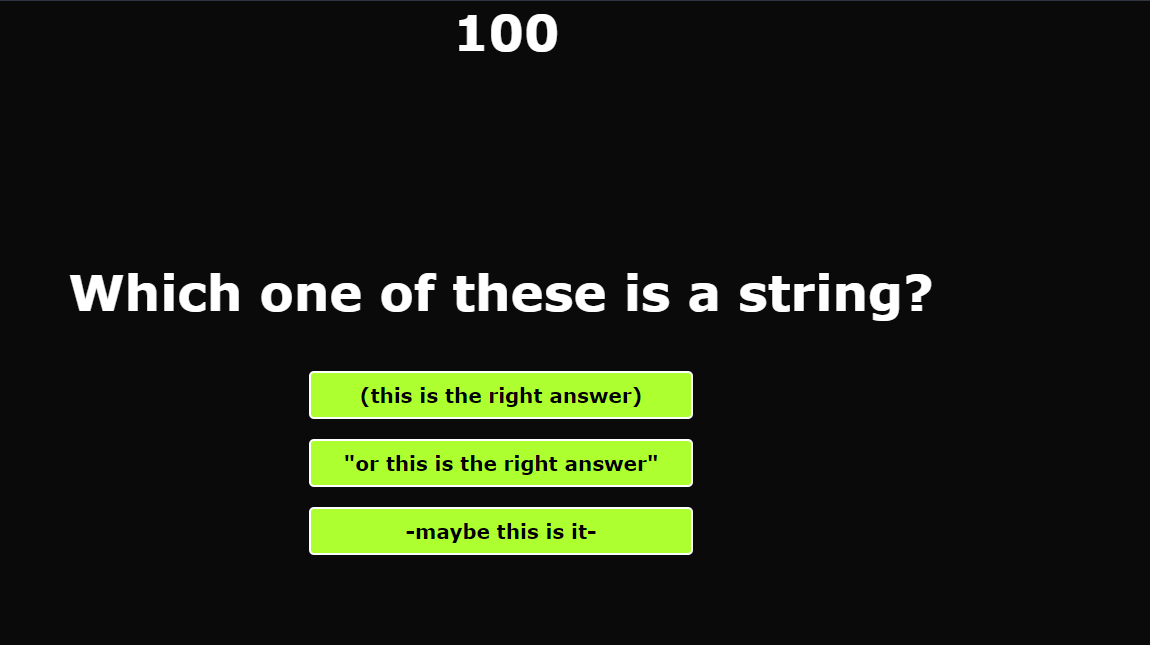 100
Which one of these is a string?
(this is the right answer)
"or this is the right answer"
-maybe this is it-